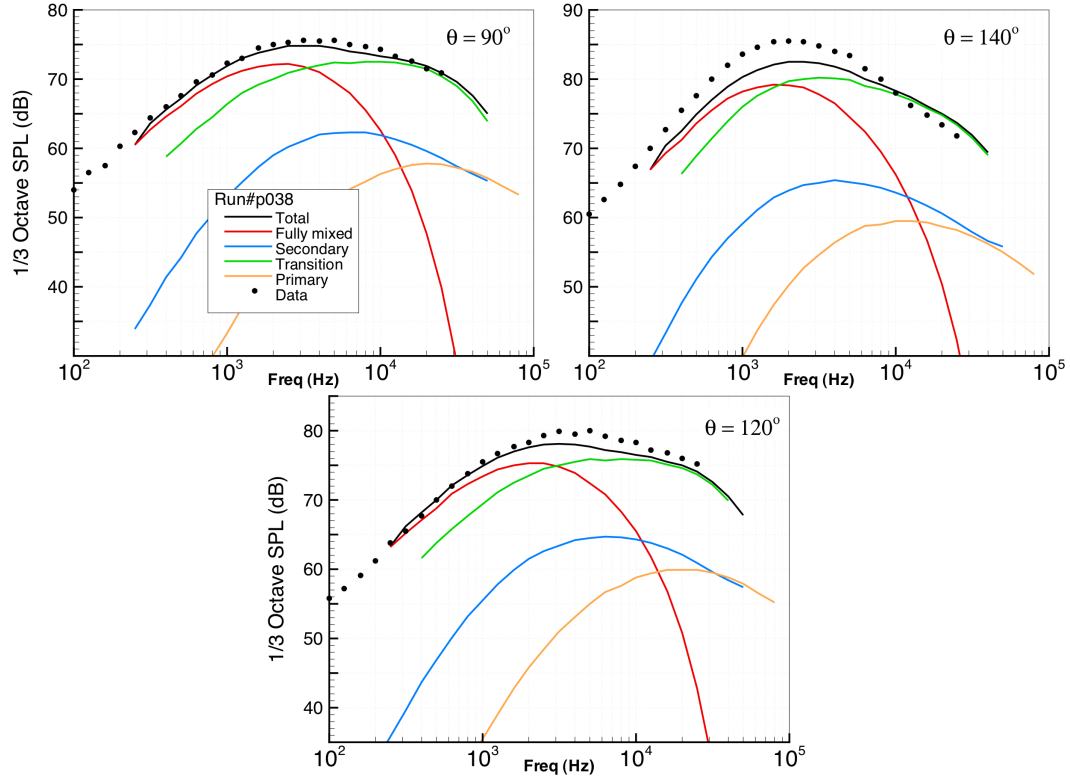 80
70
60
50
40
1/3 Octave SPL (dB)
θ = 90°
Run#p038
Total
Fully mixed
Secondary
Transition
Primary
Data
10² 10³ 10⁴ 10⁵
Freq (Hz)
90
80
70
60
50
θ = 140°
10² 10³ 10⁴ 10⁵
Freq (Hz)
80
70
60
50
40
1/3 Octave SPL (dB)
θ = 120°
10² 10³ 10⁴ 10⁵
Freq (Hz)